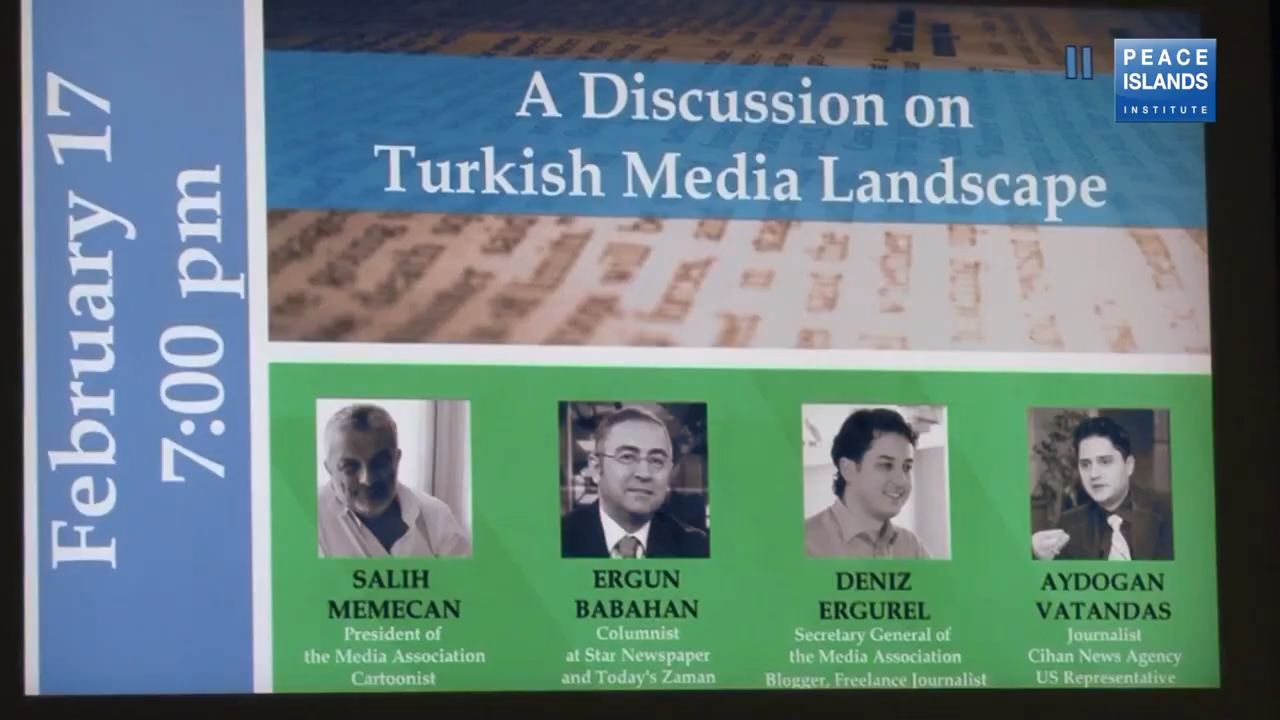 February 17
7:00 pm
A Discussion on
Turkish Media Landscape
PEACE
ISLANDS
INSTITUTE
SALIH
MEMECAN
President of
the Media Association
Cartoonist
ERGUN
BABAHAN
Columnist
at Star Newspaper
and Today's Zaman
DENIZ
ERGUREL
Secretary General of
the Media Association
Blogger, Freelance Journalist
AYDOGAN
VATANDAS
Journalist
Cihan News Agency
US Representative